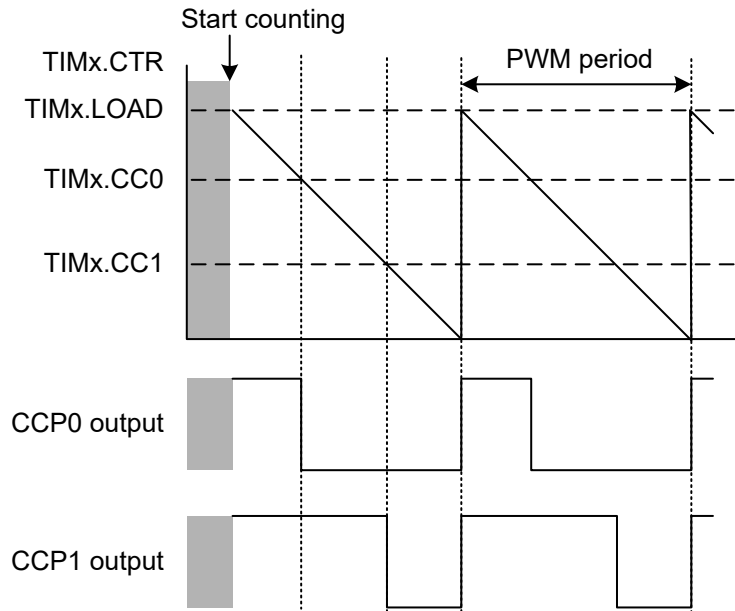 Start counting
TIMx.CTR
PWM period
TIMx.LOAD
TIMx.CC0
TIMx.CC1
CCP0 output
CCP1 output